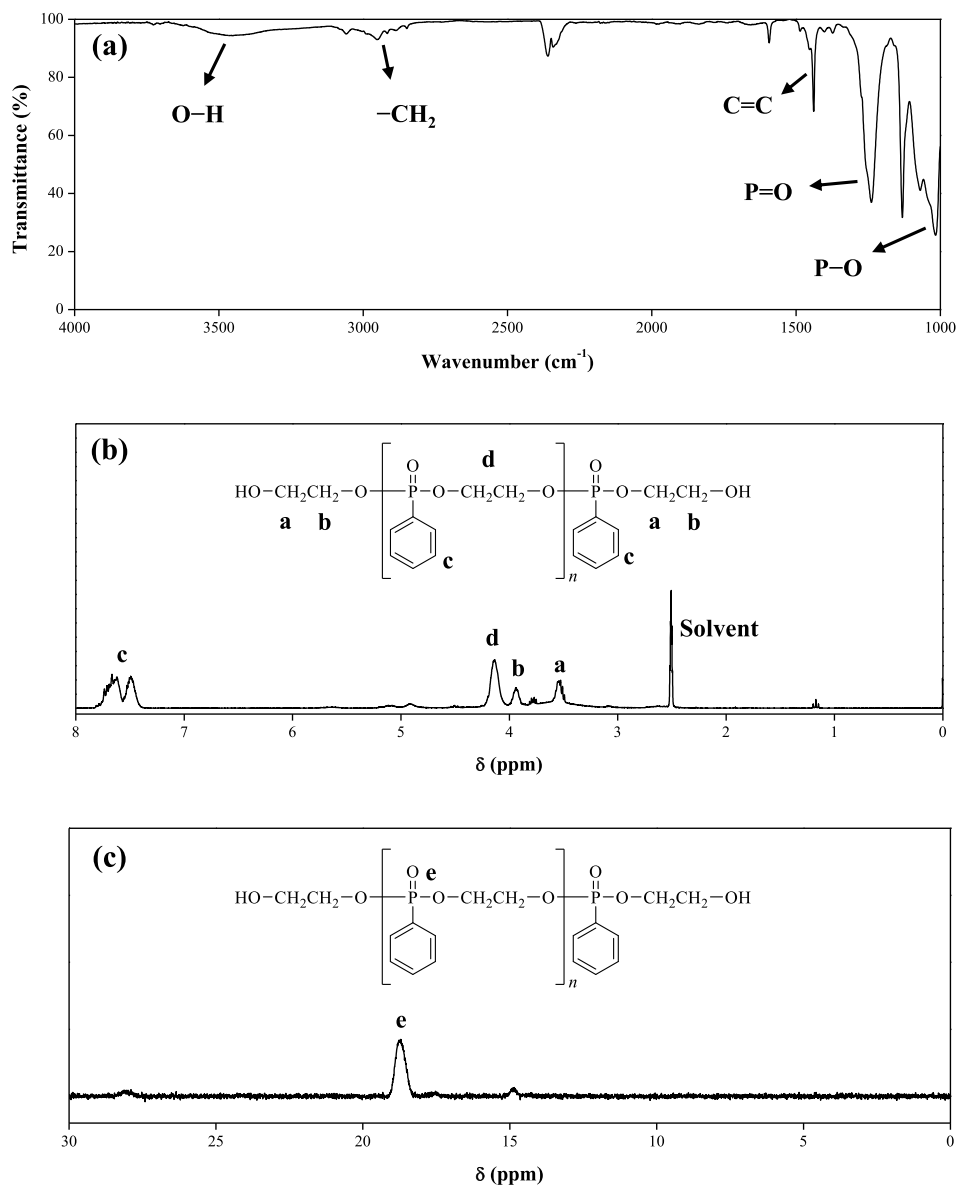 (a)
100
80
60
40
20
0
Transmittance (%)
O−H
−CH2
C=C
P=O
P−O
4000 3500 3000 2500 2000 1500 1000
Wavenumber (cm-1)
(b)
d
O O
HO−CH2CH2−O P−O−CH2CH2−O P−O−CH2CH2−OH
a b a b
c c
n
c d b a Solvent
8 7 6 5 4 3 2 1 0
δ (ppm)
(c)
O e O
HO−CH2CH2−O P−O−CH2CH2−O P−O−CH2CH2−OH
n
e
30 25 20 15 10 5 0
δ (ppm)